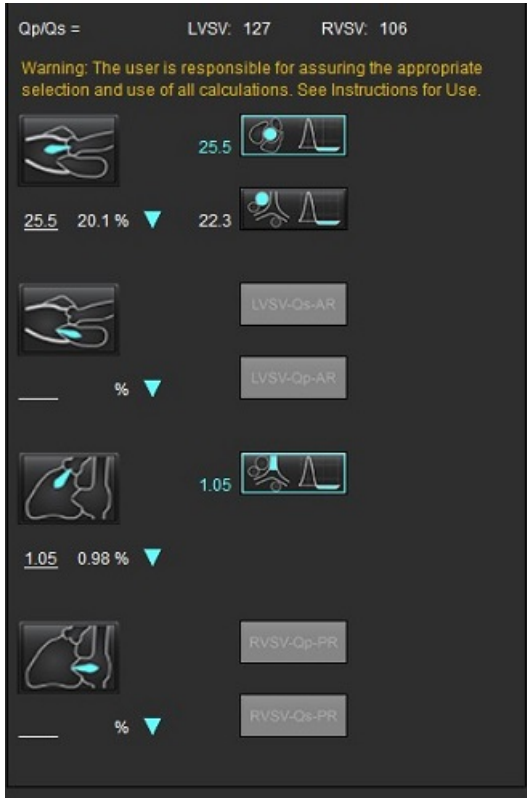 Qp/Qs = LVSV: 127 RVSV: 106
Warning: The user is responsible for assuring the appropriate
selection and use of all calculations. See Instructions for Use.
25.5
25.5 20.1 % 22.3
LVSV-Qs-AR
LVSV-Qp-AR
%
1.05
1.05 0.98 %
RVSV-Qp-PR
RVSV-Qs-PR
%